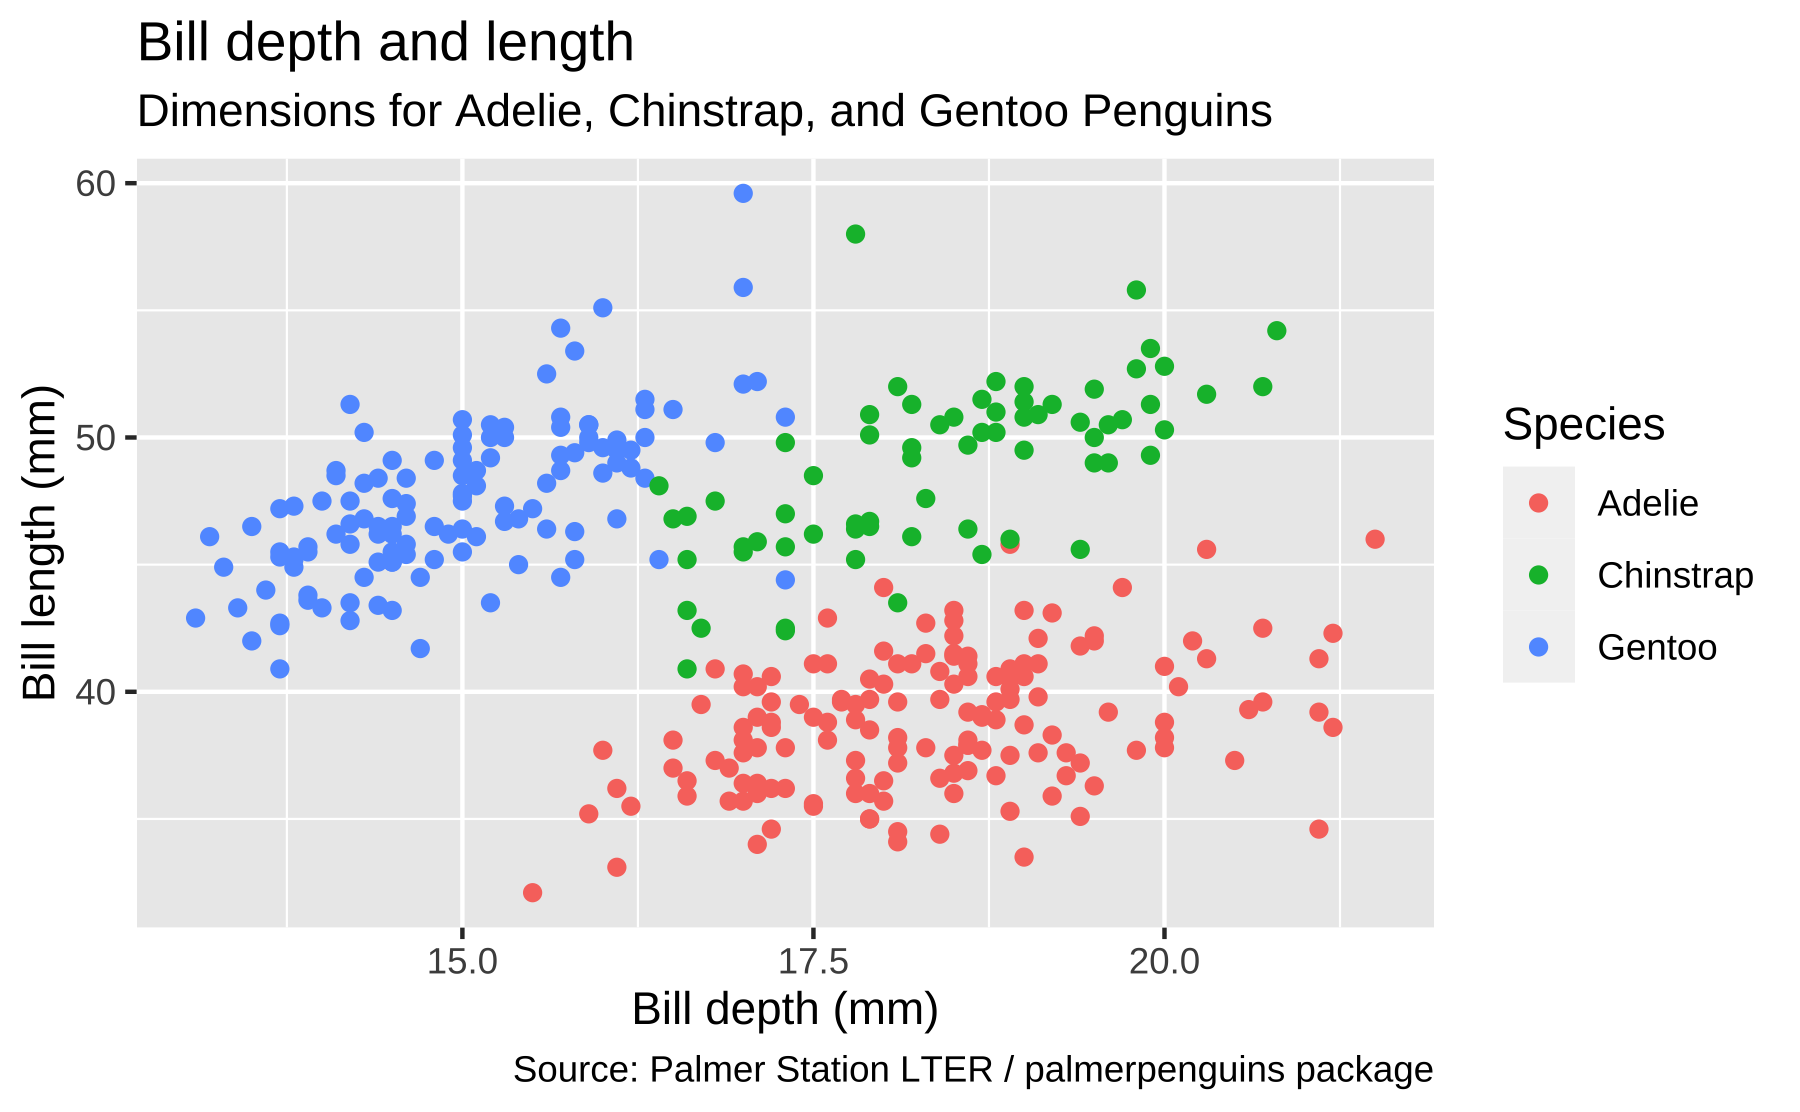 Bill depth and length
Dimensions for Adelie, Chinstrap, and Gentoo Penguins
60
50
40
Bill length (mm)
15.0 17.5 20.0
Bill depth (mm)
Species
Adelie
Chinstrap
Gentoo
Source: Palmer Station LTER / palmerpenguins package